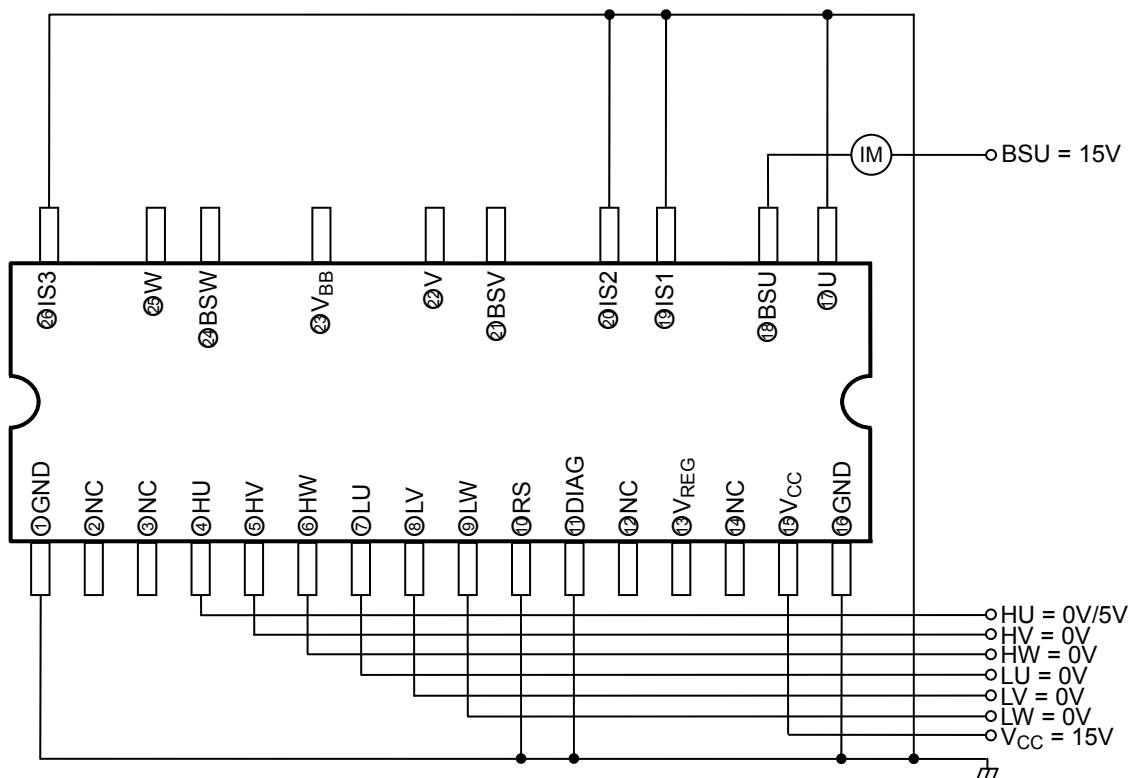 IM
BSU = 15V
㉖IS3
㉕W
㉔BSW
㉓VBB
㉒V
㉑BSV
⑳IS2
⑲IS1
⑱BSU
⑰U
①GND
②NC
③NC
④HU
⑤HV
⑥HW
⑦LU
⑧LV
⑨LW
⑩RS
⑪DIAG
⑫NC
⑬VREG
⑭NC
⑮VCC
⑯GND
HU = 0V/5V
HV = 0V
HW = 0V
LU = 0V
LV = 0V
LW = 0V
VCC = 15V